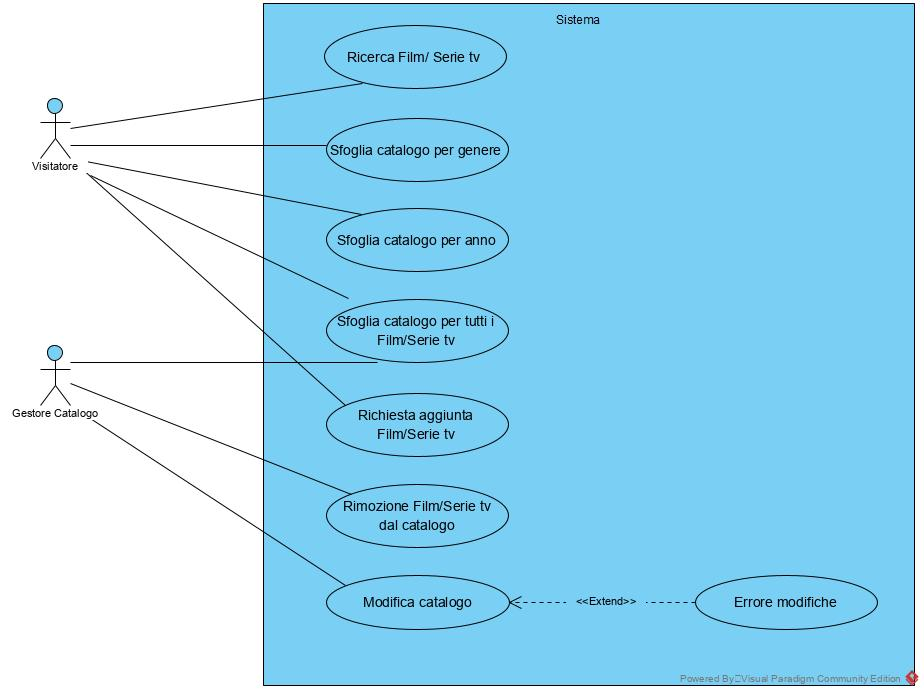 Sistema
Ricerca Film/ Serie tv
Sfoglia catalogo per genere
Visitatore
Sfoglia catalogo per anno
Sfoglia catalogo per tutti i
Film/Serie tv
Gestore Catalogo
Richiesta aggiunta
Film/Serie tv
Rimozione Film/Serie tv
dal catalogo
Modifica catalogo
<<Extend>>
Errore modifiche
Powered By Visual Paradigm Community Edition